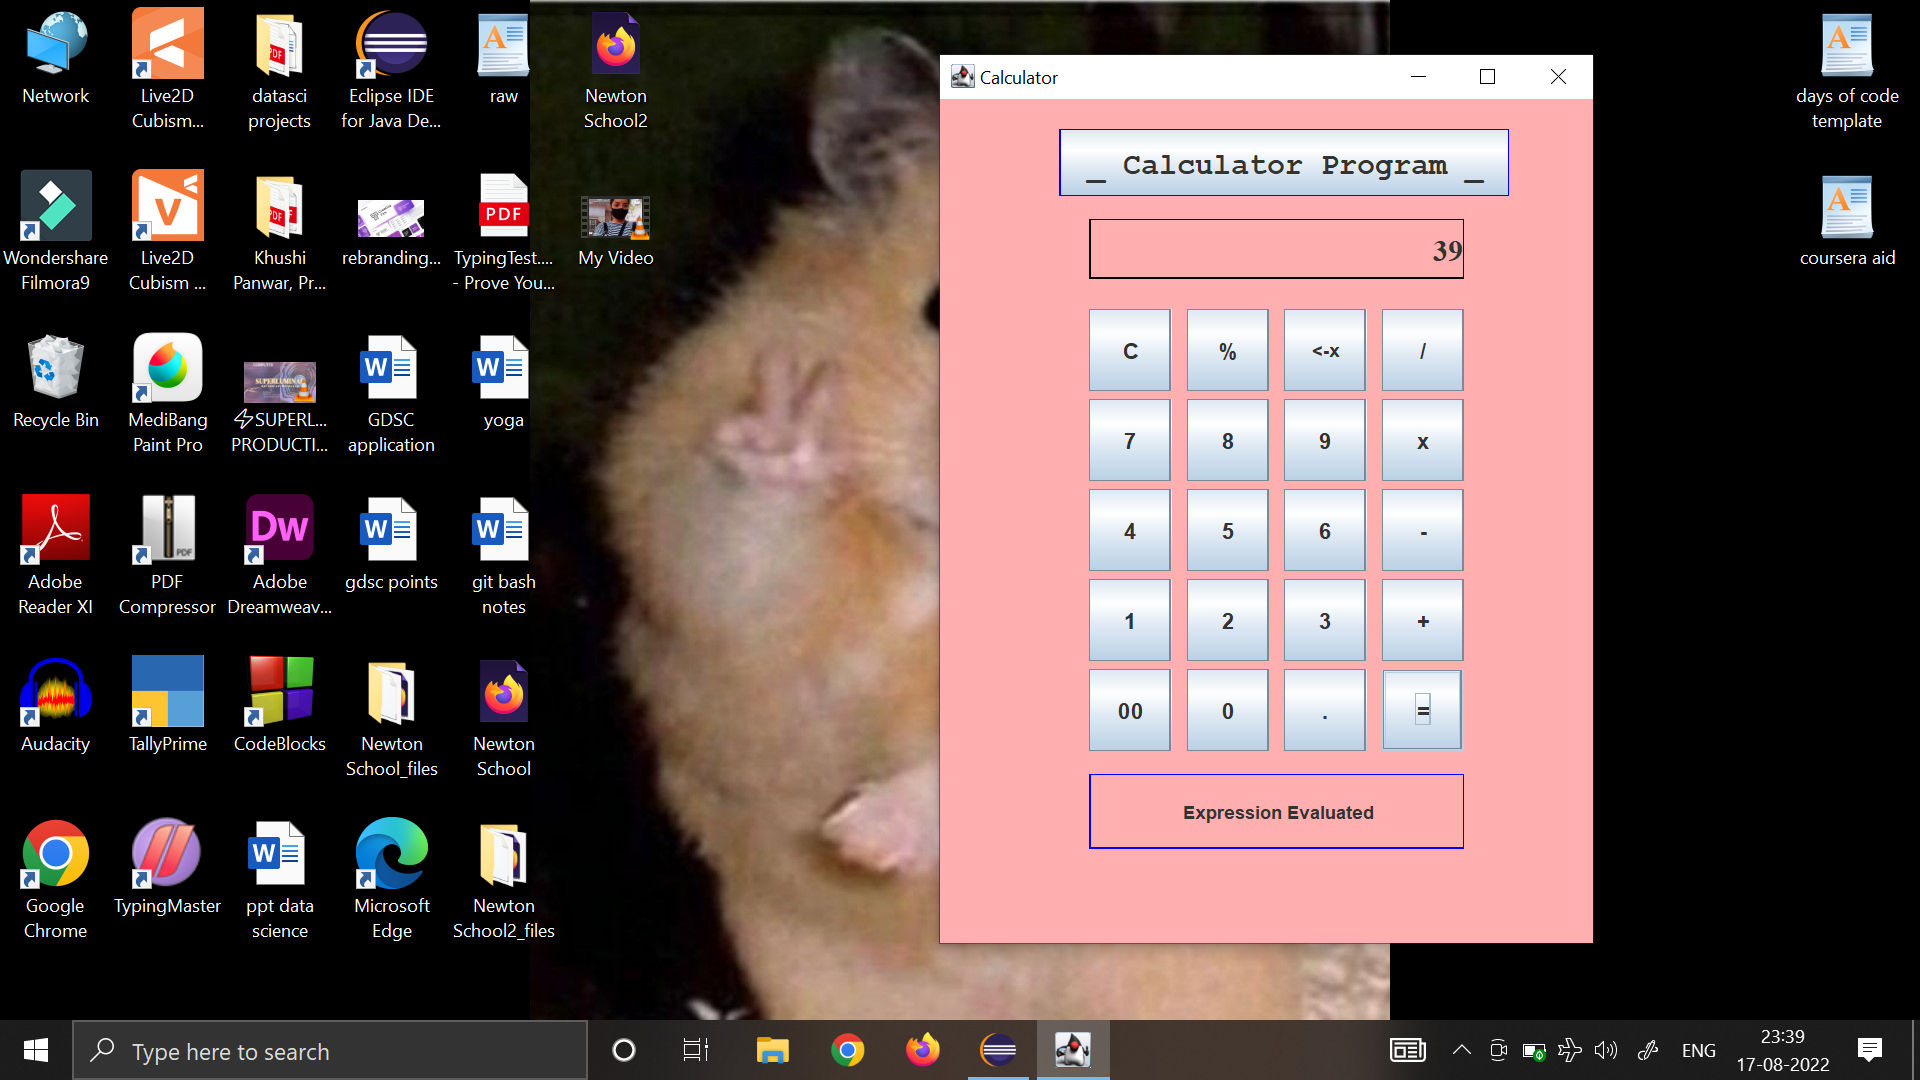 Network
Live2D
Cubism...
datasci
projects
Eclipse IDE
for Java De...
raw
Newton
School2
Wondershare
Filmora9
Live2D
Cubism ...
Khushi
Panwar, Pr...
rebranding...
PDF
TypingTest....
- Prove You...
My Video
Recycle Bin
MediBang
Paint Pro
SUPERLUMINAL
⚡SUPERL...
PRODUCTI...
GDSC
application
yoga
Adobe
Reader XI
PDF
Compressor
Dw
Adobe
Dreamweav...
gdsc points
git bash
notes
Audacity
TallyPrime
CodeBlocks
Newton
School_files
Newton
School
Google
Chrome
TypingMaster
ppt data
science
Microsoft
Edge
Newton
School2_files
Calculator
_ Calculator Program _
39
C % <-x /
7 8 9 x
4 5 6 -
1 2 3 +
00 0 . =
Expression Evaluated
days of code
template
coursera aid
Type here to search
ENG
23:39
17-08-2022